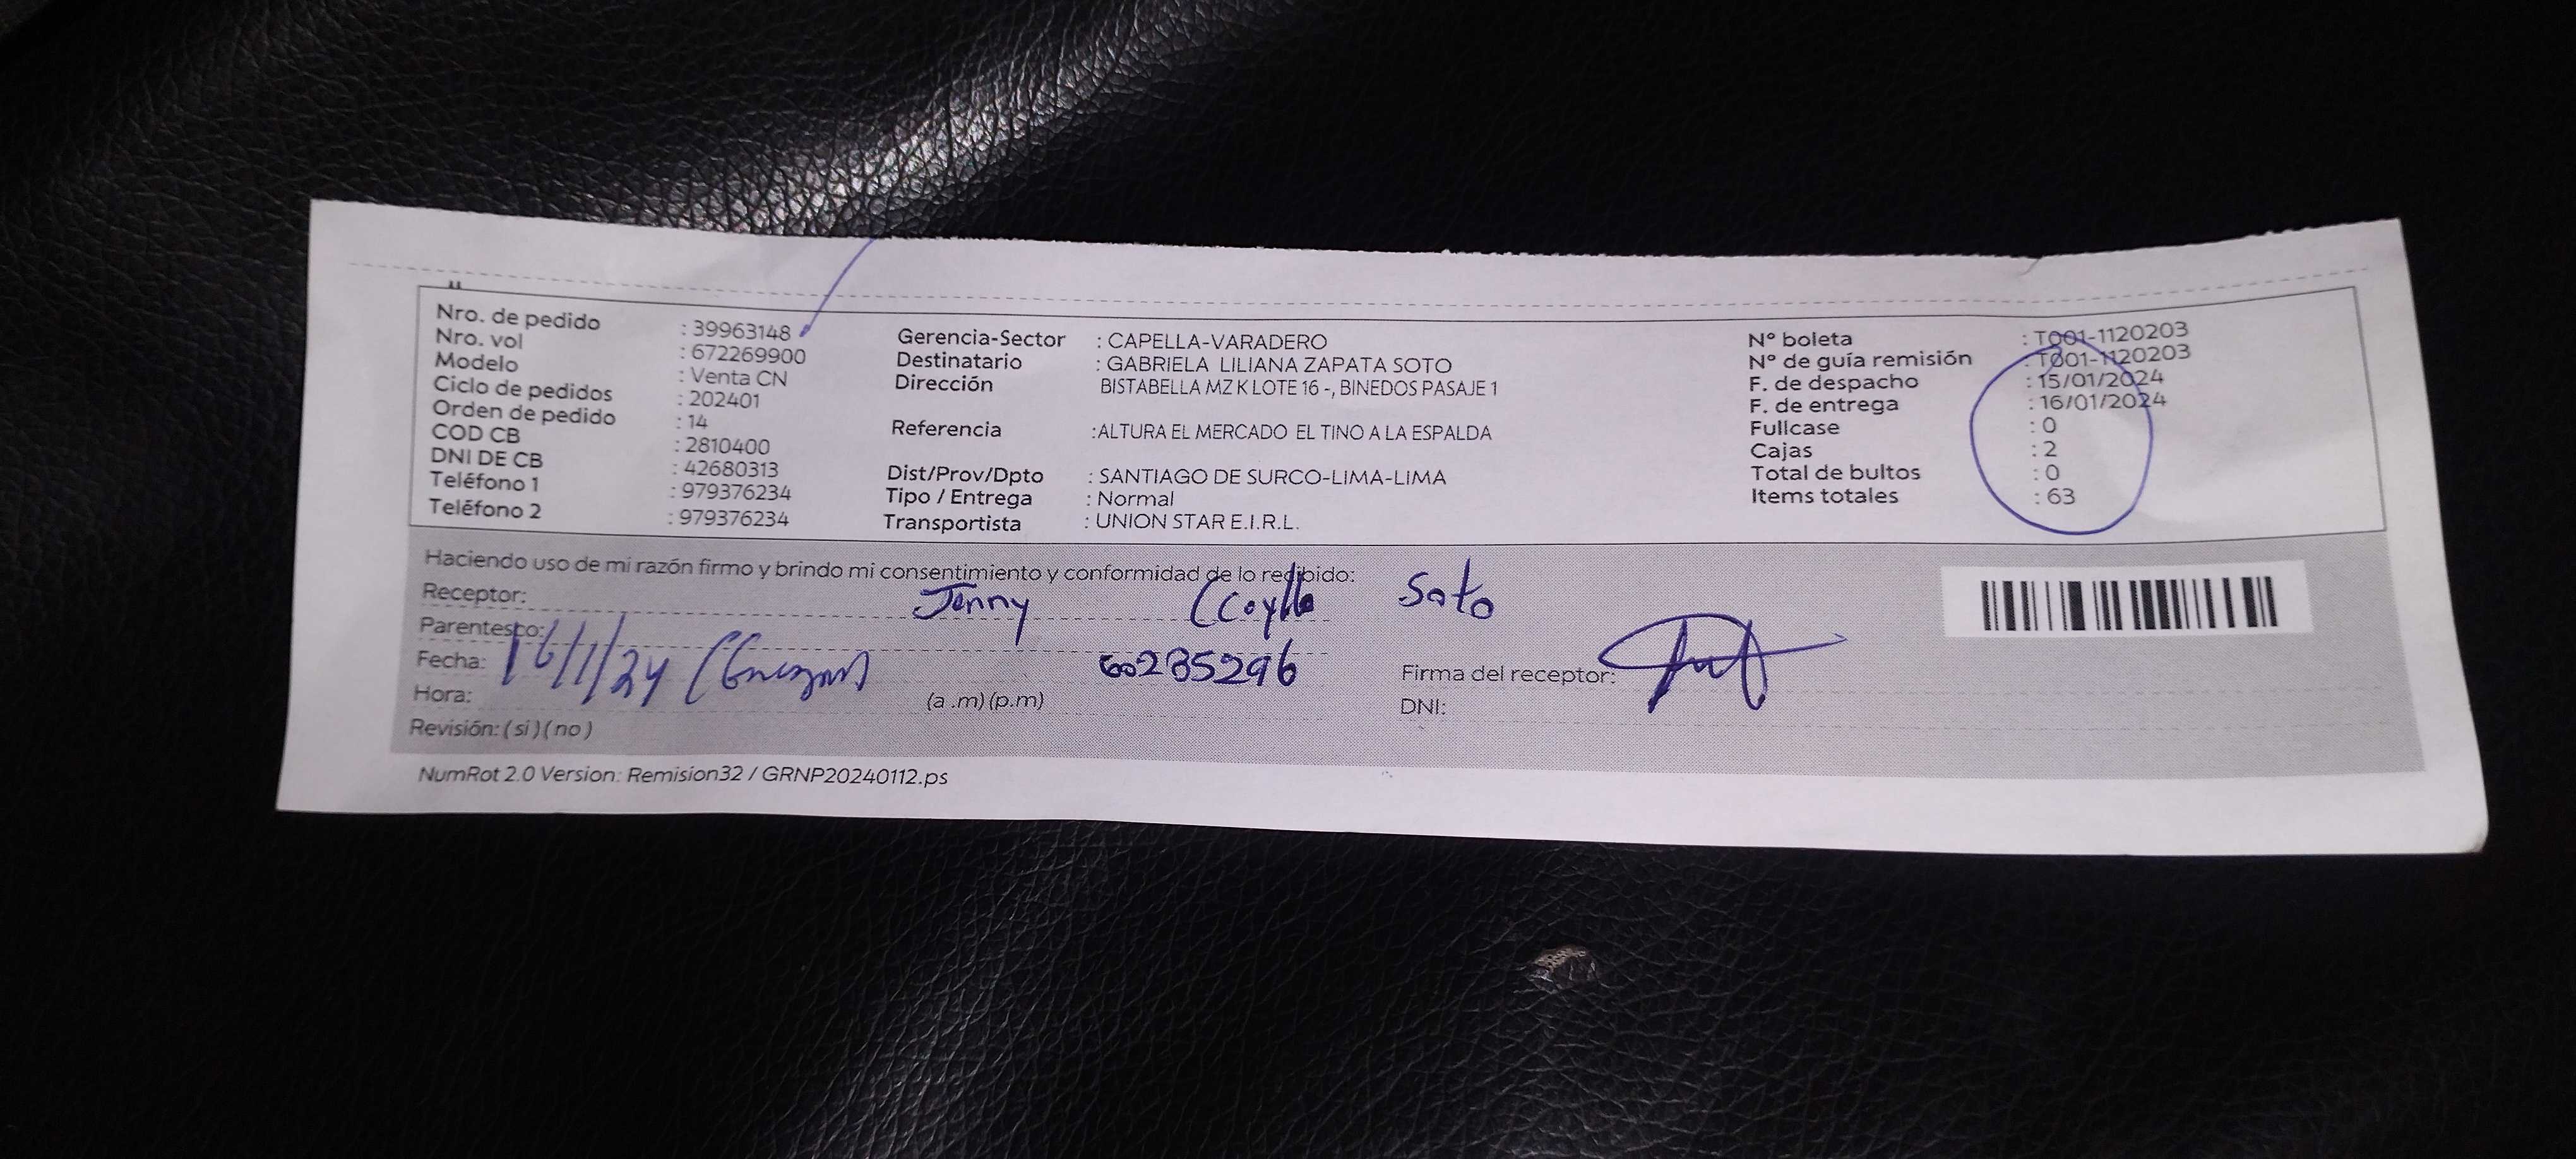 Nro. de pedido : 39963148
Nro. vol : 672269900
Modelo : Venta CN
Ciclo de pedidos : 202401
Orden de pedido : 14
COD CB : 2810400
DNI DE CB : 42680313
Teléfono 1 : 979376234
Teléfono 2 : 979376234
Gerencia-Sector : CAPELLA-VARADERO
Destinatario : GABRIELA LILIANA ZAPATA SOTO
Dirección BISTABELLA MZ K LOTE 16 -, BINEDOS PASAJE 1
Referencia :ALTURA EL MERCADO EL TINO A LA ESPALDA
Dist/Prov/Dpto : SANTIAGO DE SURCO-LIMA-LIMA
Tipo / Entrega : Normal
Transportista : UNION STAR E.I.R.L.
N° boleta : T001-1120203
N° de guía remisión : T001-1120203
F. de despacho : 15/01/2024
F. de entrega : 16/01/2024
Fullcase : 0
Cajas : 2
Total de bultos : 0
Items totales : 63
Haciendo uso de mi razón firmo y brindo mi consentimiento y conformidad de lo recibido:
Receptor: Jenny Soto
Parentesco:
Fecha: 16/1/24
Hora: (a .m) (p.m)
Revisión: ( si ) ( no )
Firma del receptor:
DNI:
NumRot 2.0 Version: Remision32 / GRNP20240112.ps